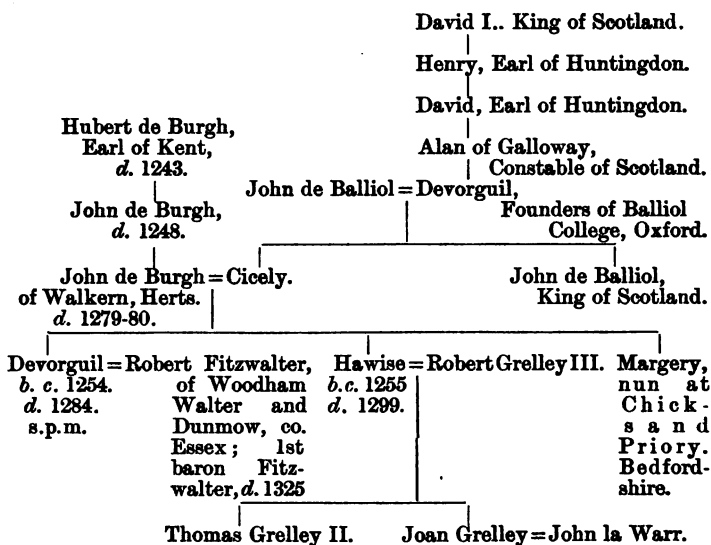 David I.. King of Scotland.
Henry, Earl of Huntingdon.
David, Earl of Huntingdon.
Hubert de Burgh,
Earl of Kent,
d. 1243.
Alan of Galloway,
Constable of Scotland.
John de Balliol = Devorguil,
Founders of Balliol
College, Oxford.
John de Burgh,
d. 1248.
John de Burgh = Cicely.
of Walkern, Herts.
d. 1279-80.
John de Balliol,
King of Scotland.
Devorguil = Robert Fitzwalter,
b. c. 1254.
d. 1284.
s.p.m.
of Woodham
Walter and
Dunmow, co.
Essex; 1st
baron Fitz-
walter, d. 1325
Hawise = Robert Grelley III.
b.c. 1255
d. 1299.
Margery,
nun at
Chick-
sand
Priory.
Bedford-
shire.
Thomas Grelley II.
Joan Grelley = John la Warr.